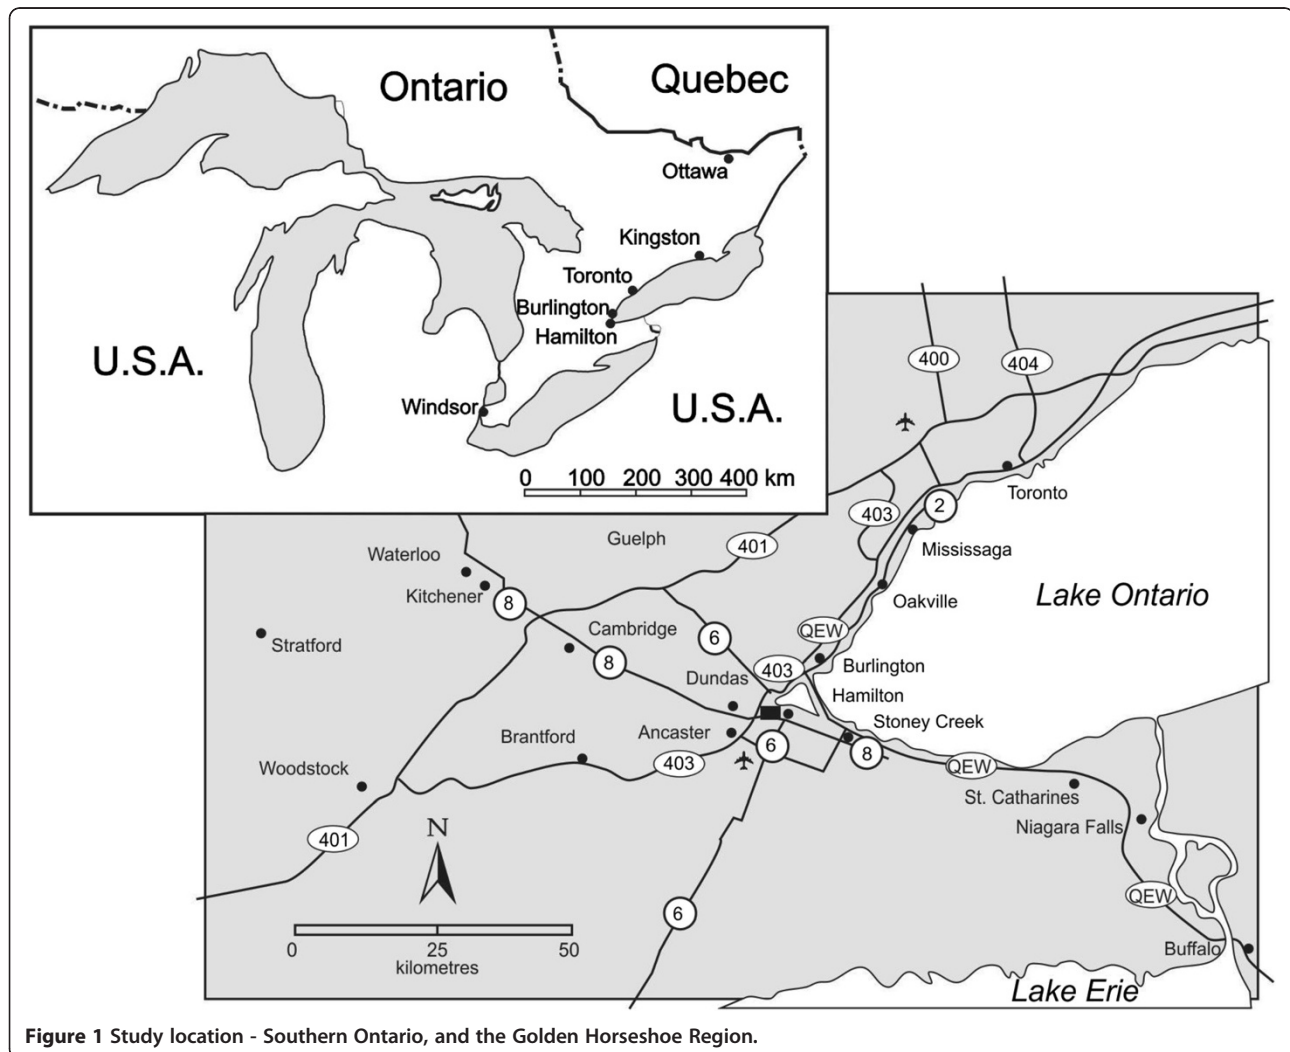 Ontario
Quebec
Ottawa
Kingston
Toronto
Burlington
Hamilton
U.S.A.
Windsor
U.S.A.
0 100 200 300 400 km
400
404
Toronto
2
403
Mississaga
Guelph
401
Waterloo
Kitchener
8
Oakville
Lake Ontario
Stratford
Cambridge
6
QEW
8
Burlington
Dundas
403
Hamilton
Stoney Creek
Ancaster
Brantford
6
8
403
QEW
Woodstock
St. Catharines
Niagara Falls
401
N
QEW
6
0 25 50
kilometres
Buffalo
Lake Erie
Figure 1 Study location - Southern Ontario, and the Golden Horseshoe Region.